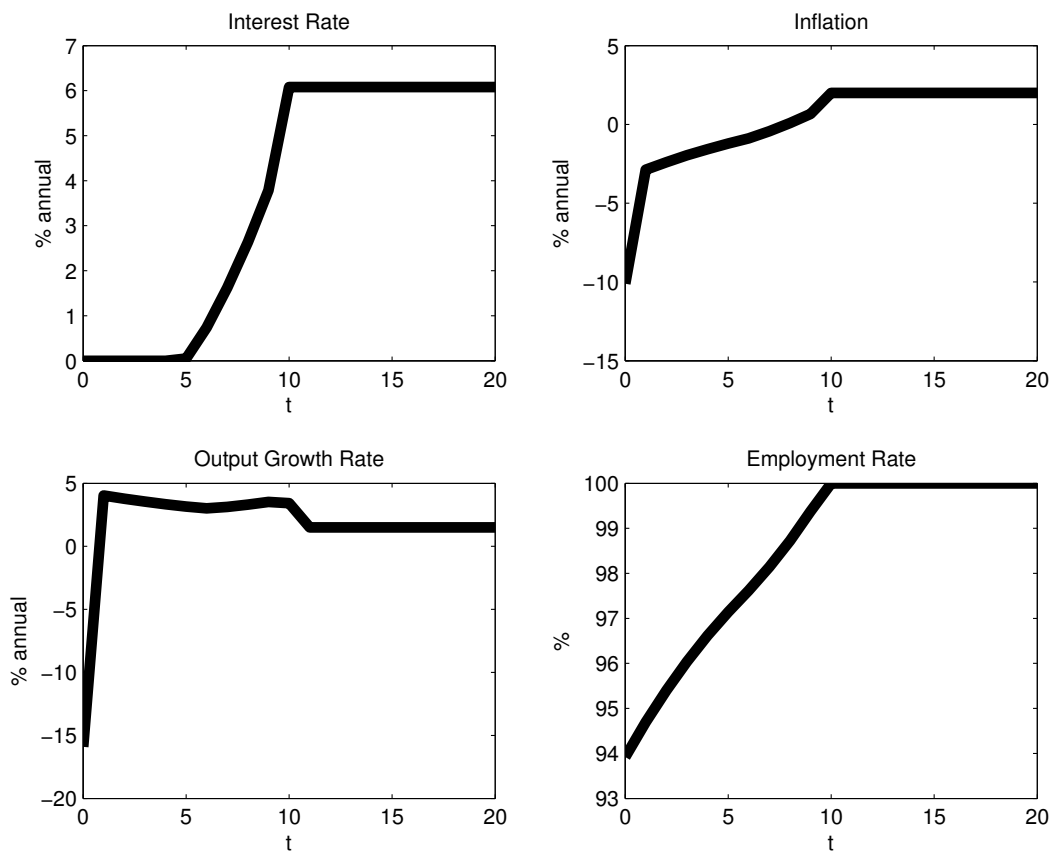 Interest Rate
7
6
5
4
3
2
1
0
% annual
0 5 10 15 20
t
Inflation
5
0
−5
−10
−15
% annual
0 5 10 15 20
t
Output Growth Rate
5
0
−5
−10
−15
−20
% annual
0 5 10 15 20
t
Employment Rate
100
99
98
97
96
95
94
93
%
0 5 10 15 20
t